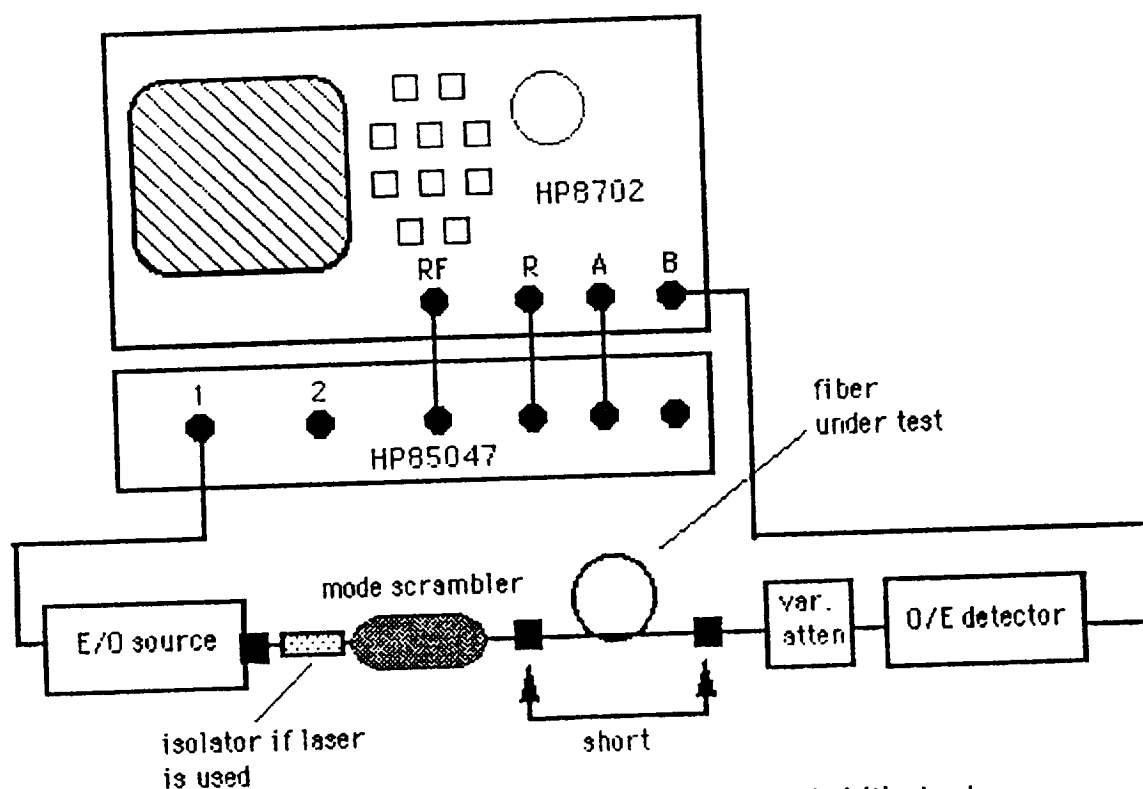 HP8702
RF R A B
1 2
HP85047
fiber
under test
mode scrambler
E/O source
var.
atten
O/E detector
short
isolator if laser
is used